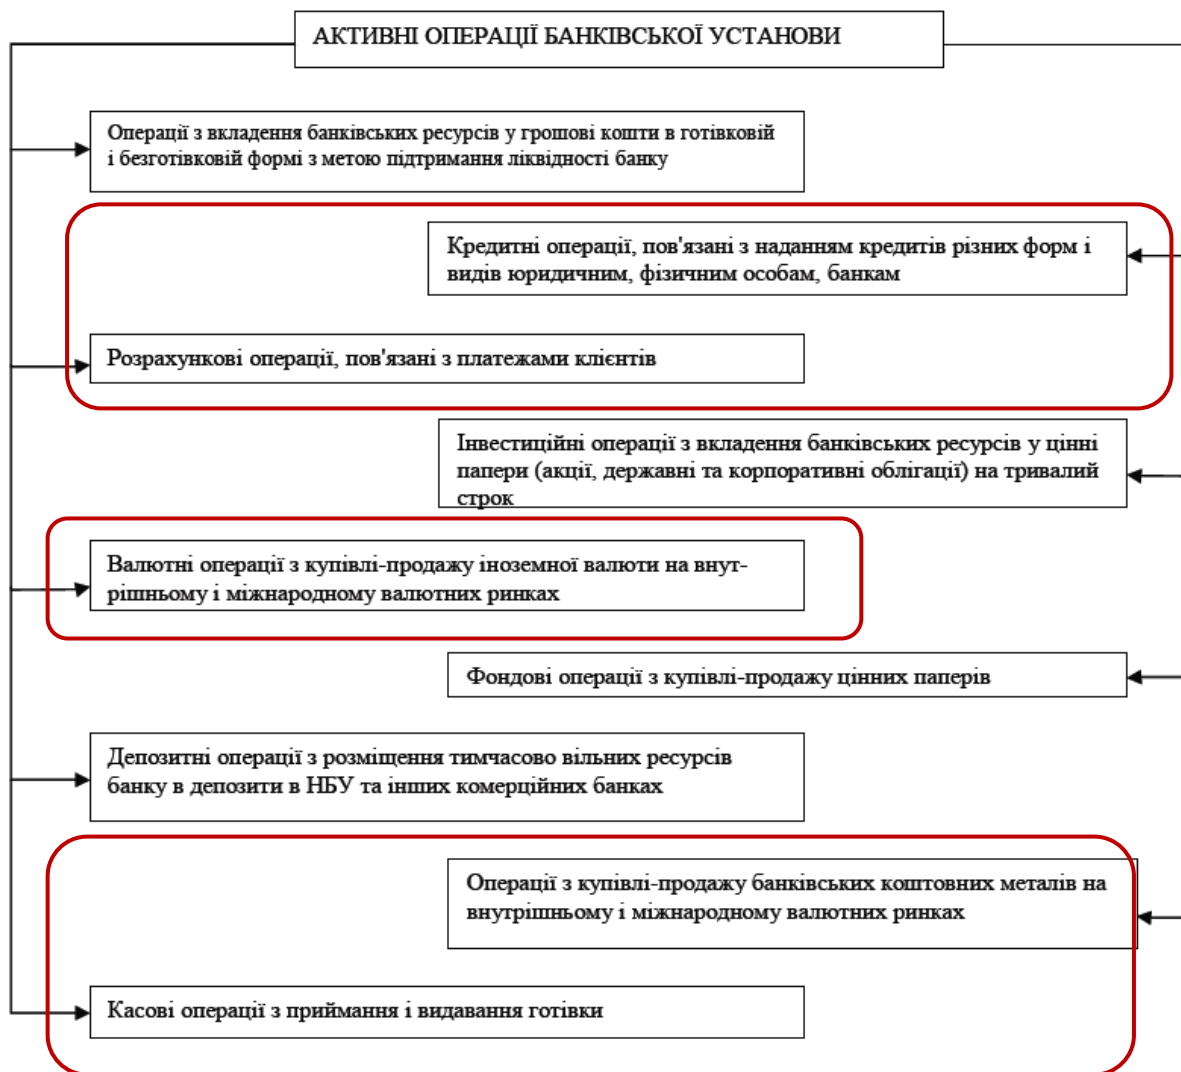 АКТИВНІ ОПЕРАЦІЇ БАНКІВСЬКОЇ УСТАНОВИ
Операції з вкладення банківських ресурсів у грошові кошти в готівковій
і безготівковій формі з метою підтримання ліквідності банку
Кредитні операції, пов'язані з наданням кредитів різних форм і
видів юридичним, фізичним особам, банкам
Розрахункові операції, пов'язані з платежами клієнтів
Інвестиційні операції з вкладення банківських ресурсів у цінні
папери (акції, державні та корпоративні облігації) на тривалий
строк
Валютні операції з купівлі-продажу іноземної валюти на внут-
рішньому і міжнародному валютних ринках
Фондові операції з купівлі-продажу цінних паперів
Депозитні операції з розміщення тимчасово вільних ресурсів
банку в депозити в НБУ та інших комерційних банках
Операції з купівлі-продажу банківських коштовних металів на
внутрішньому і міжнародному валютних ринках
Касові операції з приймання і видавання готівки